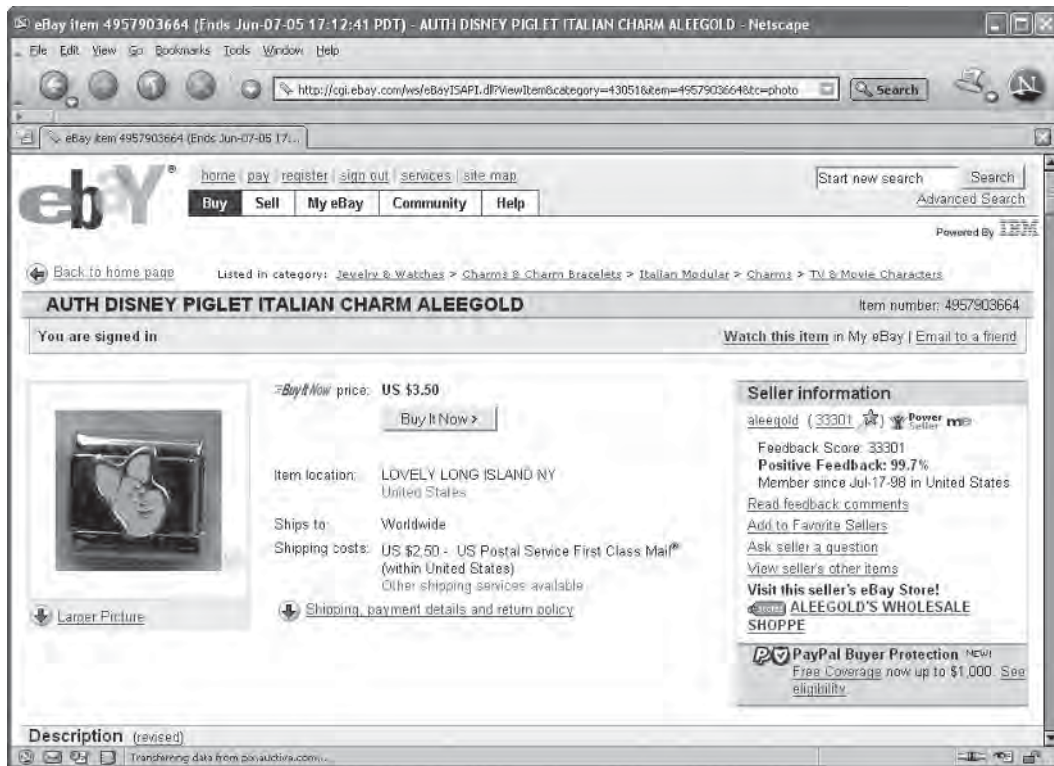 eBay item 4957903664 (Ends Jun-07-05 17:12:41 PDT) - AUTH DISNEY PIGLET ITALIAN CHARM ALEEGOLD - Netscape
File Edit View Go Bookmarks Tools Window Help
http://cgi.ebay.com/ws/eBayISAPI.dll?ViewItem&category=43051&item=4957903664&tc=photo Search N
eBay item 4957903664 (Ends Jun-07-05 17:...
ebaY® home | pay | register | sign out | services | site map Start new search Search
Buy Sell My eBay Community Help Advanced Search
Powered By IBM
Back to home page Listed in category: Jewelry & Watches > Charms & Charm Bracelets > Italian Modular > Charms > TV & Movie Characters
AUTH DISNEY PIGLET ITALIAN CHARM ALEEGOLD Item number: 4957903664
You are signed in Watch this item in My eBay | Email to a friend
Buy It Now price: US $3.50
Buy It Now >
Item location: LOVELY LONG ISLAND NY
United States
Ships to: Worldwide
Shipping costs: US $2.50 - US Postal Service First Class Mail®
(within United States)
Other shipping services available
Shipping, payment details and return policy
Larger Picture
Seller information
aleegold ( 33301 ) Power Seller me
Feedback Score: 33301
Positive Feedback: 99.7%
Member since Jul-17-98 in United States
Read feedback comments
Add to Favorite Sellers
Ask seller a question
View seller's other items
Visit this seller's eBay Store!
stores ALEEGOLD'S WHOLESALE
SHOPPE
PayPal Buyer Protection NEW!
Free Coverage now up to $1,000. See
eligibility
Description (revised)
Transferring data from pixauctiva.com...